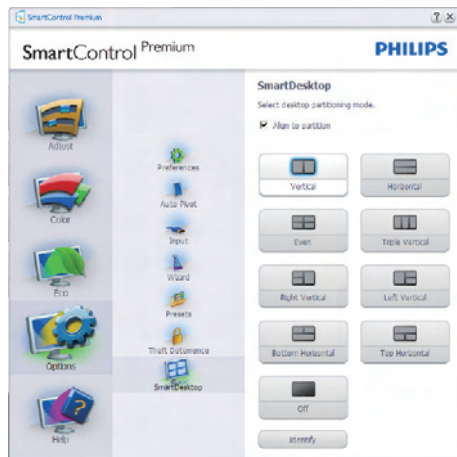 SmartControl Premium
SmartControl Premium
PHILIPS
Adjust
Color
Eco
Options
Help
Preferences
Auto Pivot
Input
Wizard
Presets
Theft Deterrence
SmartDesktop
SmartDesktop
Select desktop partitioning mode.
Align to partition
Vertical
Horizontal
Even
Triple Vertical
Right Vertical
Left Vertical
Bottom Horizontal
Top Horizontal
Off
Identify